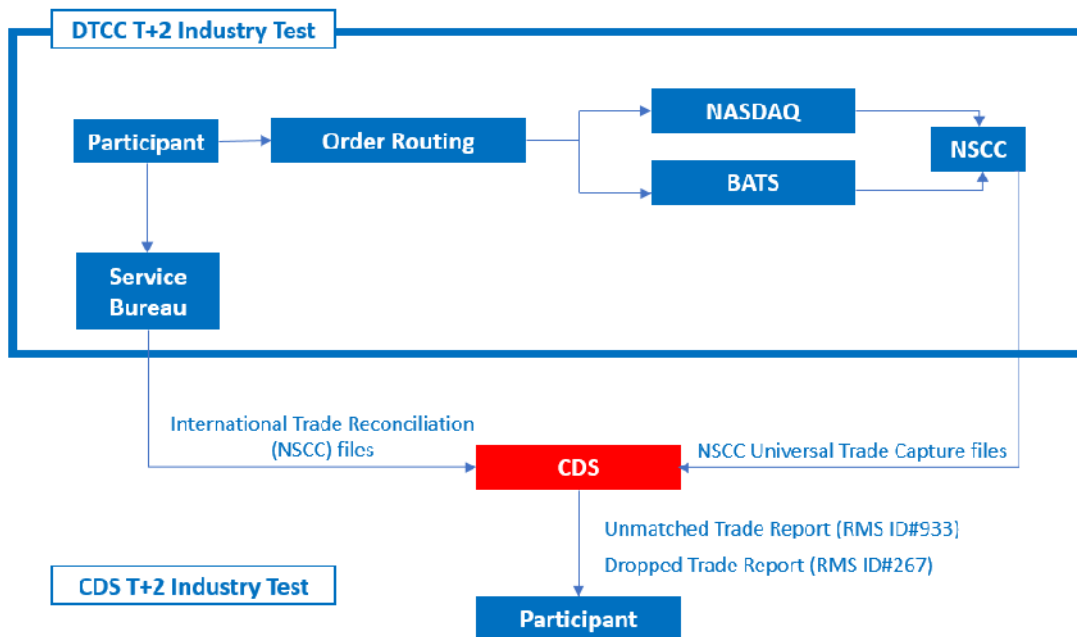 DTCC T+2 Industry Test
NASDAQ
Participant
Order Routing
NSCC
BATS
Service
Bureau
International Trade Reconciliation
(NSCC) files
CDS
NSCC Universal Trade Capture files
Unmatched Trade Report (RMS ID#933)
Dropped Trade Report (RMS ID#267)
CDS T+2 Industry Test
Participant